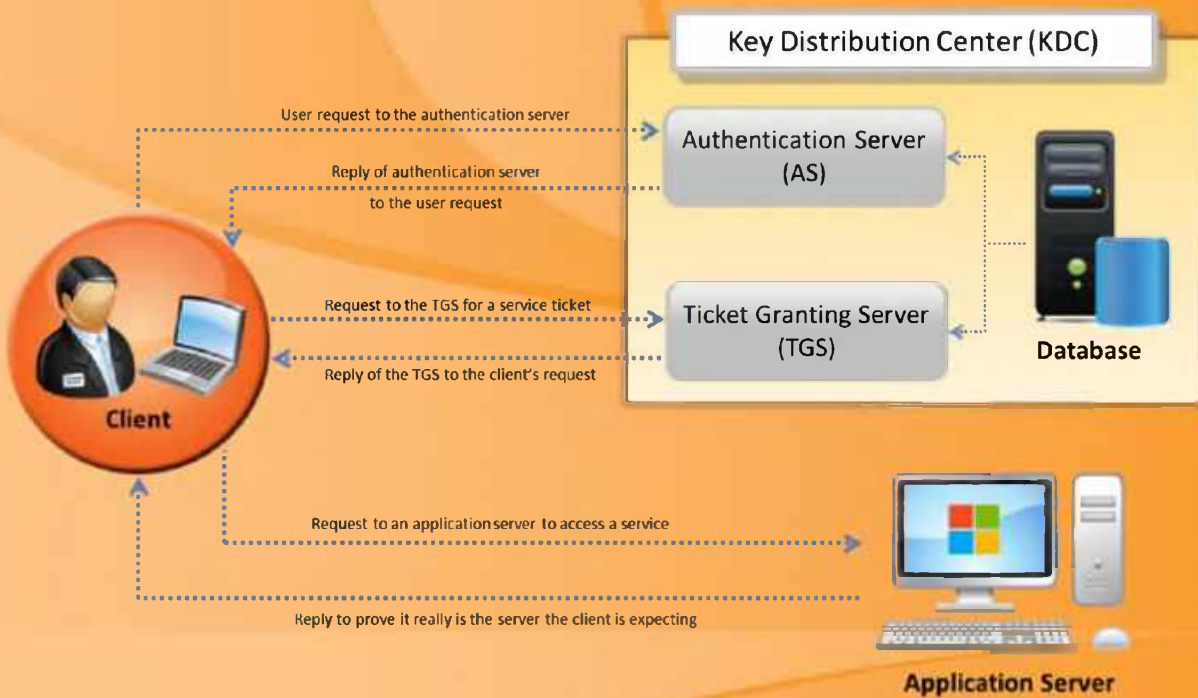 Key Distribution Center (KDC)
User request to the authentication server
Authentication Server
(AS)
Reply of authentication server
to the user request
Request to the TGS for a service ticket
Ticket Granting Server
(TGS)
Reply of the TGS to the client's request
Database
Client
Request to an application server to access a service
Reply to prove it really is the server the client is expecting
Application Server